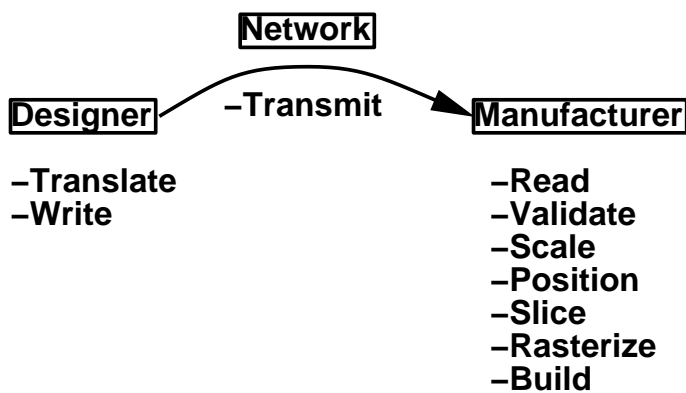 Network
Designer
–Transmit
Manufacturer
–Translate
–Write
–Read
–Validate
–Scale
–Position
–Slice
–Rasterize
–Build